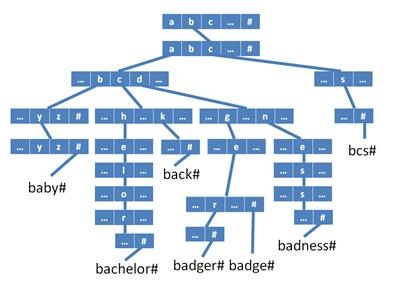 a b c … #
a b c … #
… b c d …
… s …
… y z #
… h … k …
… g … n …
… #
… y z #
… e …
… #
… e …
… e …
bcs#
… l …
back#
… s …
baby#
… o …
… r … #
… s …
… r …
… #
… #
… #
badness#
bachelor#
badger#
badge#